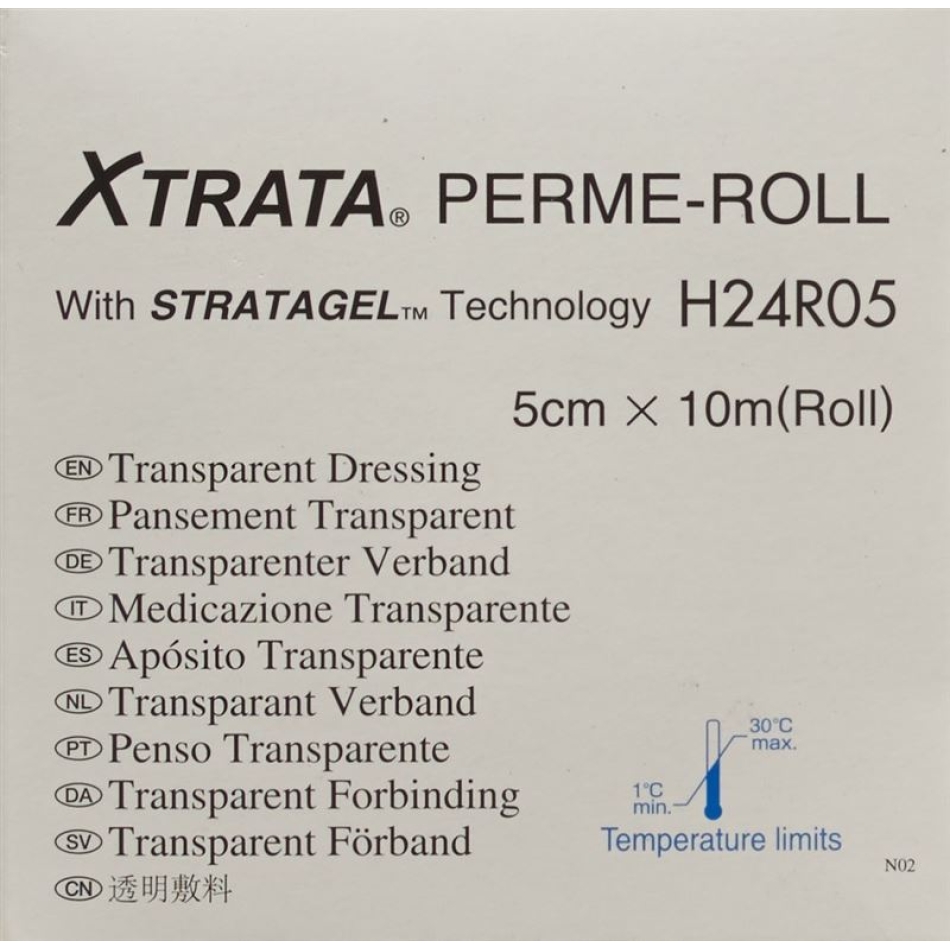 XTRATA® PERME-ROLL
With STRATAGEL™ Technology H24R05
5cm × 10m(Roll)
EN Transparent Dressing
FR Pansement Transparent
DE Transparenter Verband
IT Medicazione Transparente
ES Apósito Transparente
NL Transparant Verband
PT Penso Transparente
DA Transparent Forbinding
SV Transparent Förband
CN 透明敷料
30°C
max.
1°C
min.
Temperature limits
N02